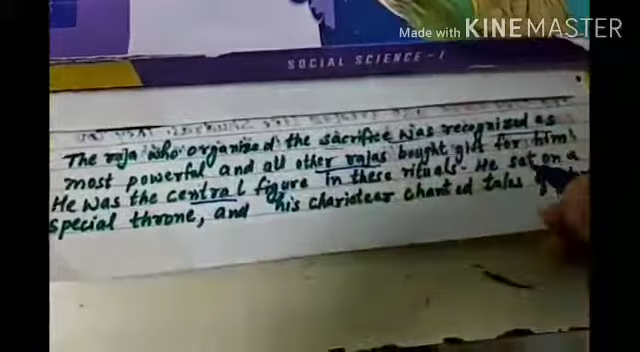 Made with KINEMASTER
SOCIAL SCIENCE - I
The raja who organised the sacrifice was recognized as
most powerful and all other rajas bought gist for him.
He was the central figure in these rituals. He sat on a
special throne, and his charioteer chanted tales